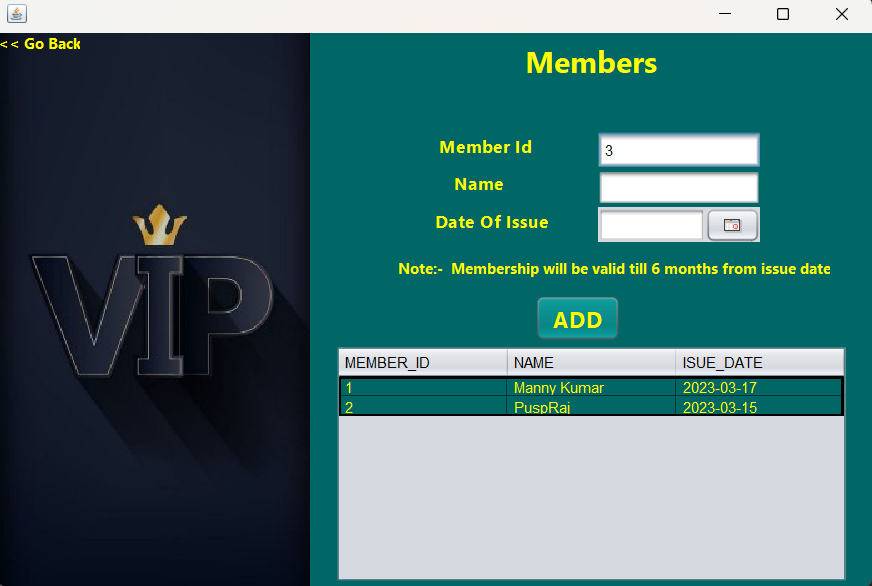 << Go Back
Members
Member Id 3
Name
Date Of Issue
Note:- Membership will be valid till 6 months from issue date
VIP
ADD
MEMBER_ID NAME ISUE_DATE
1 Manny Kumar 2023-03-17
2 PuspRaj 2023-03-15